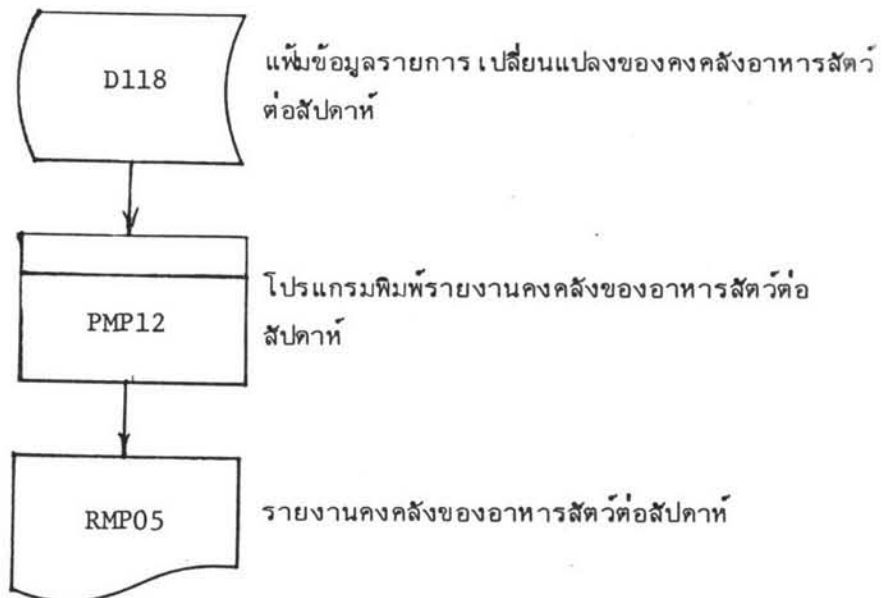 D118
แฟ้มข้อมูลรายการ เปลี่ยนแปลงของคงคลังอาหารสัตว์
ต่อสัปดาห์
PMP12
โปรแกรมพิมพ์รายงานคงคลังของอาหารสัตว์ต่อ
สัปดาห์
RMP05
รายงานคงคลังของอาหารสัตว์ต่อสัปดาห์